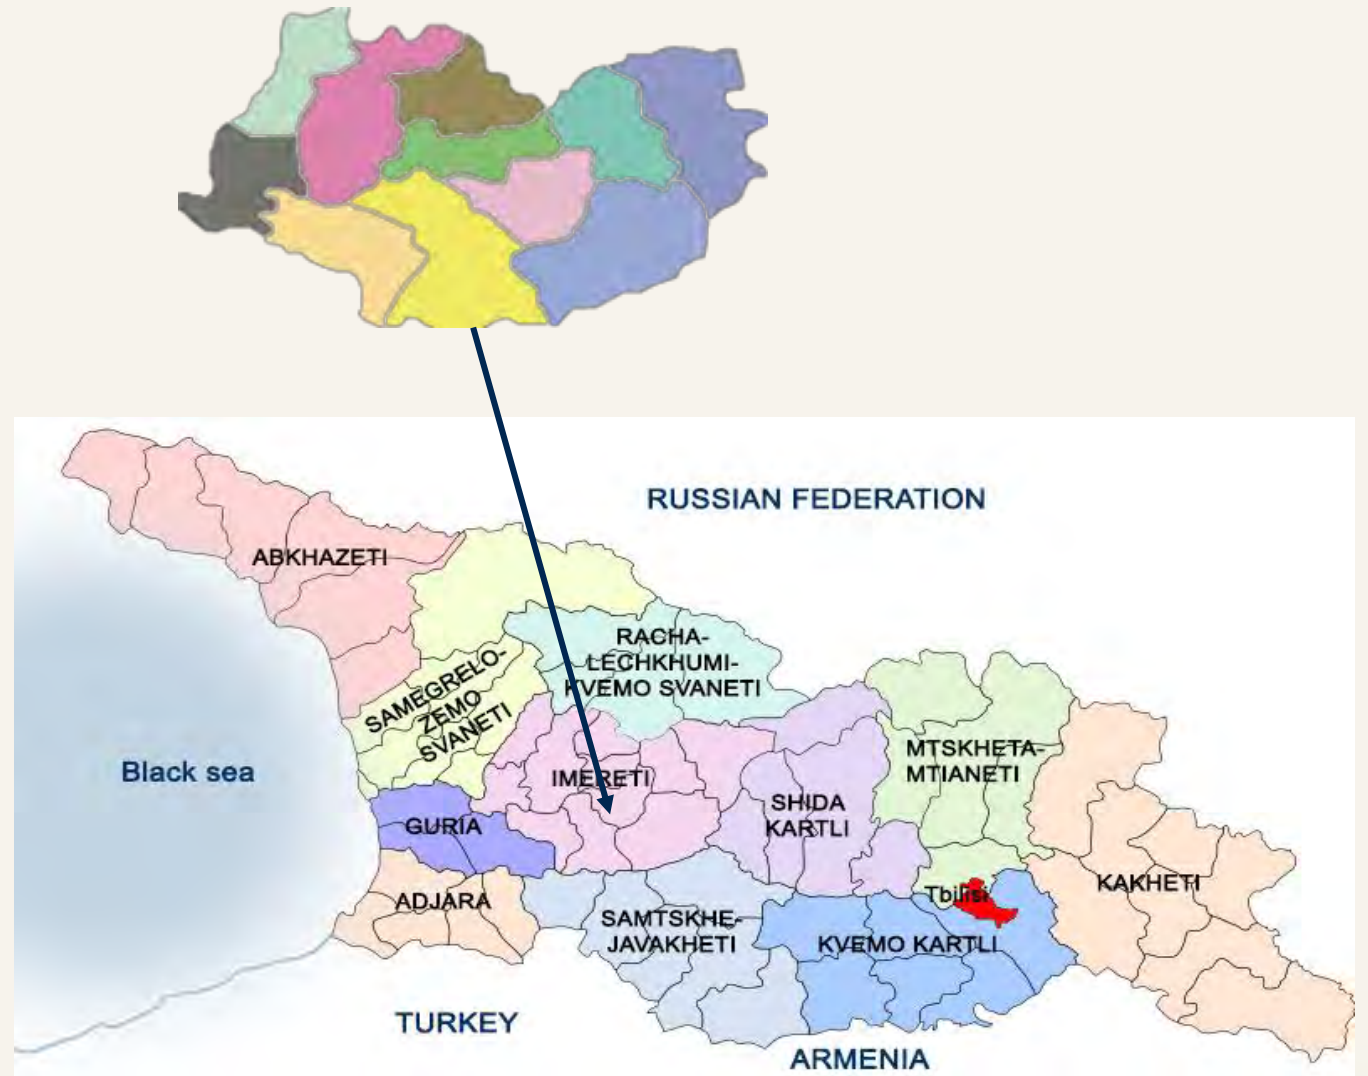 RUSSIAN FEDERATION
ABKHAZETI
RACHA-
LECHKHUMI-
KVEMO SVANETI
SAMEGRELO-
ZEMO
SVANETI
MTSKHETA-
MTIANETI
Black sea
IMERETI
SHIDA
KARTLI
GURIA
KAKHETI
Tbilisi
ADJARA
SAMTSKHE-
JAVAKHETI
KVEMO KARTLI
TURKEY
ARMENIA